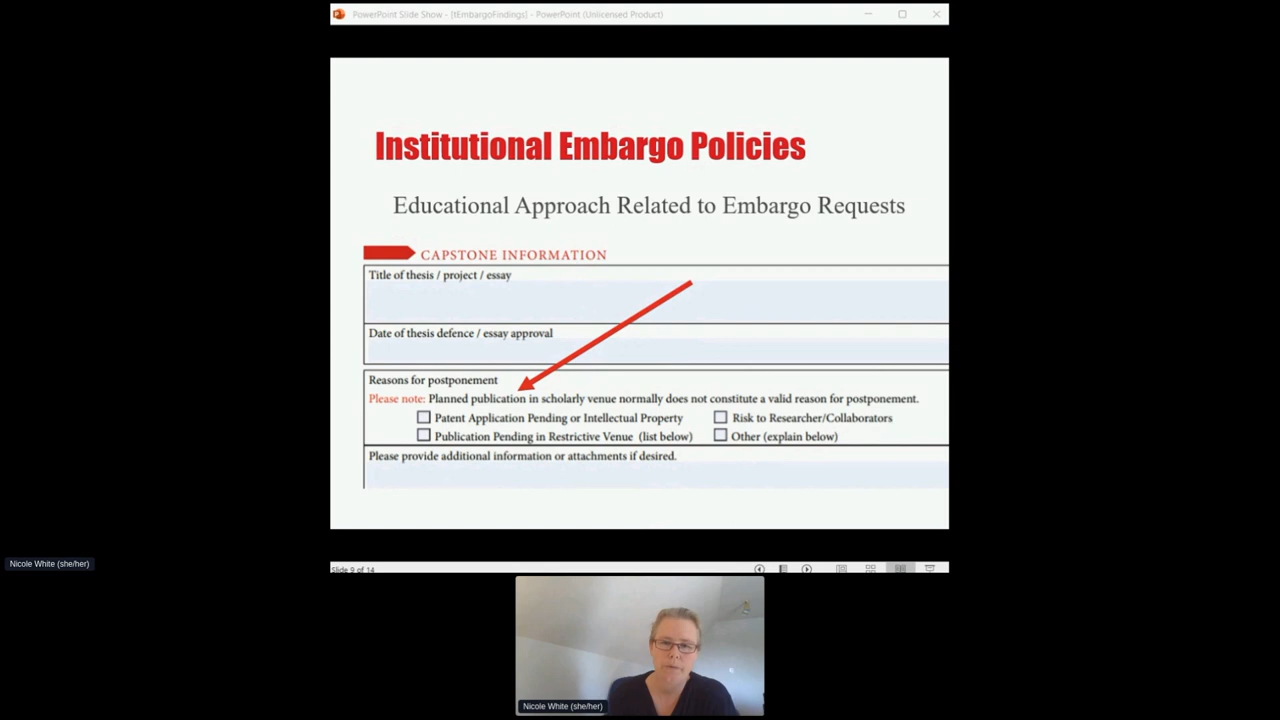 PowerPoint Slide Show - [tEmbargoFindings] - PowerPoint (Unlicensed Product)
Institutional Embargo Policies
Educational Approach Related to Embargo Requests
CAPSTONE INFORMATION
Title of thesis / project / essay
Date of thesis defence / essay approval
Reasons for postponement
Please note: Planned publication in scholarly venue normally does not constitute a valid reason for postponement.
Patent Application Pending or Intellectual Property
Risk to Researcher/Collaborators
Publication Pending in Restrictive Venue (list below)
Other (explain below)
Please provide additional information or attachments if desired.
Nicole White (she/her)
Slide 9 of 14
Nicole White (she/her)